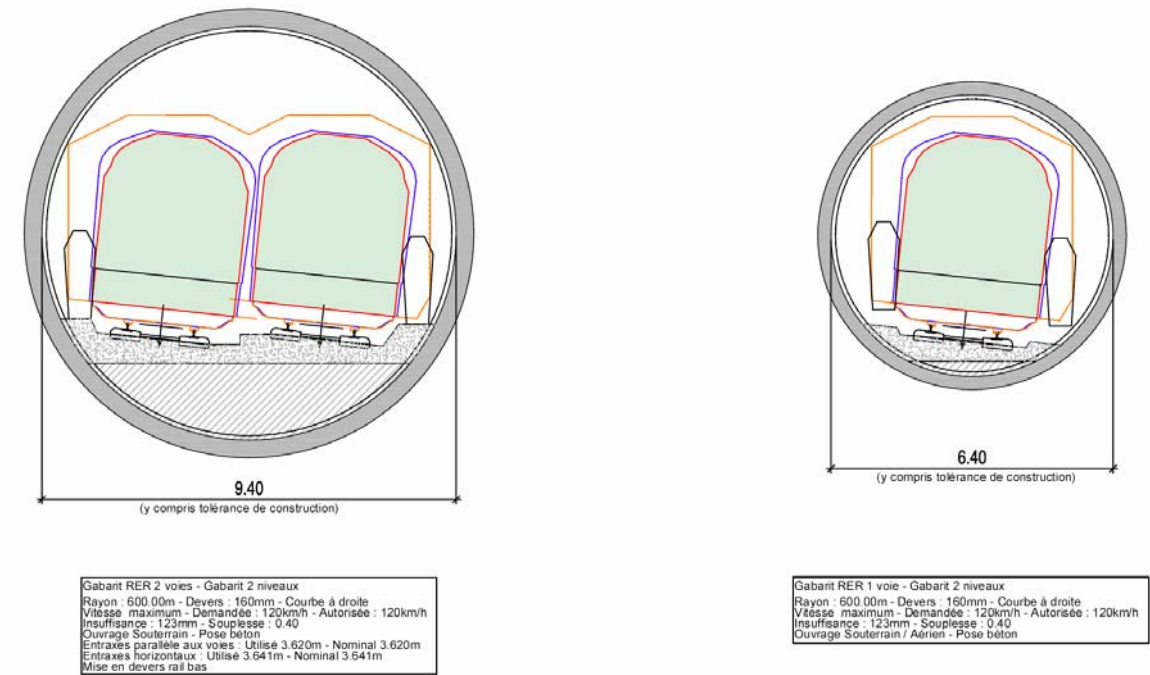 9.40
(y compris tolérance de construction)
6.40
(y compris tolérance de construction)
Gabarit RER 2 voies - Gabarit 2 niveaux
Rayon : 600.00m - Devers : 160mm - Courbe à droite
Vitesse maximum - Demandée : 120km/h - Autorisée : 120km/h
Insuffisance : 123mm - Souplesse : 0.40
Ouvrage Souterrain - Pose béton
Entraxes parallèle aux voies : Utilisé 3.620m - Nominal 3.620m
Entraxes horizontaux : Utilisé 3.641m - Nominal 3.641m
Mise en devers rail bas
Gabarit RER 1 voie - Gabarit 2 niveaux
Rayon : 600.00m - Devers : 160mm - Courbe à droite
Vitesse maximum - Demandée : 120km/h - Autorisée : 120km/h
Insuffisance : 123mm - Souplesse : 0.40
Ouvrage Souterrain / Aérien - Pose béton